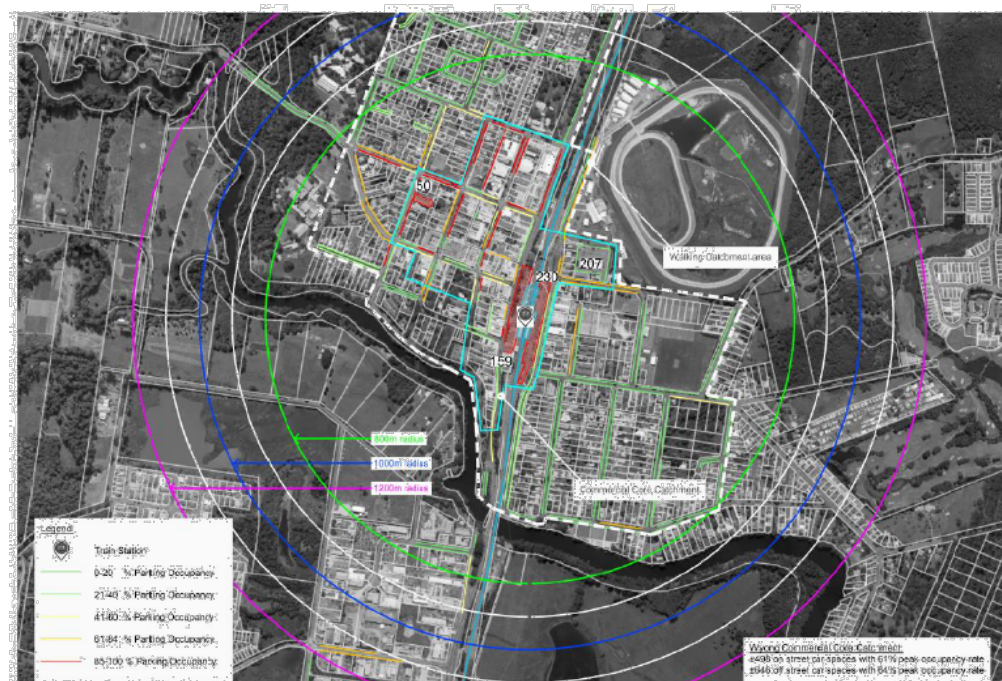 50
207
230
159
Walking Catchment area
800m radius
1000m radius
1200m radius
Commercial Core Catchment
Legend
Train Station
0-20 % Parking Occupancy
21-40 % Parking Occupancy
41-60 % Parking Occupancy
61-84 % Parking Occupancy
85-100 % Parking Occupancy
Wyong Commercial Core Catchment:
on street car spaces with 61% peak occupancy rate
off street car spaces with 64% peak occupancy rate